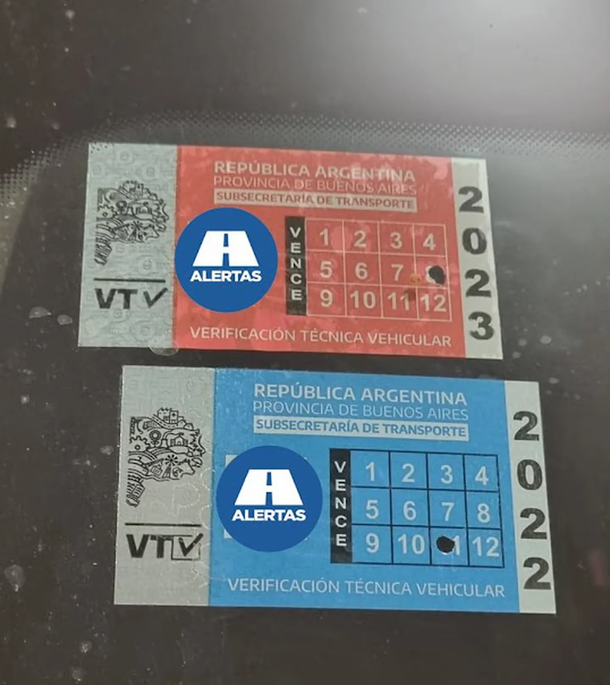 REPÚBLICA ARGENTINA
PROVINCIA DE BUENOS AIRES
SUBSECRETARÍA DE TRANSPORTE
ALERTAS
VENCE
1 2 3 4
5 6 7
9 10 11 12
VTV
VERIFICACIÓN TÉCNICA VEHICULAR
2023
REPÚBLICA ARGENTINA
PROVINCIA DE BUENOS AIRES
SUBSECRETARÍA DE TRANSPORTE
ALERTAS
VENCE
1 2 3 4
5 6 7 8
9 10 12
VTV
VERIFICACIÓN TÉCNICA VEHICULAR
2022